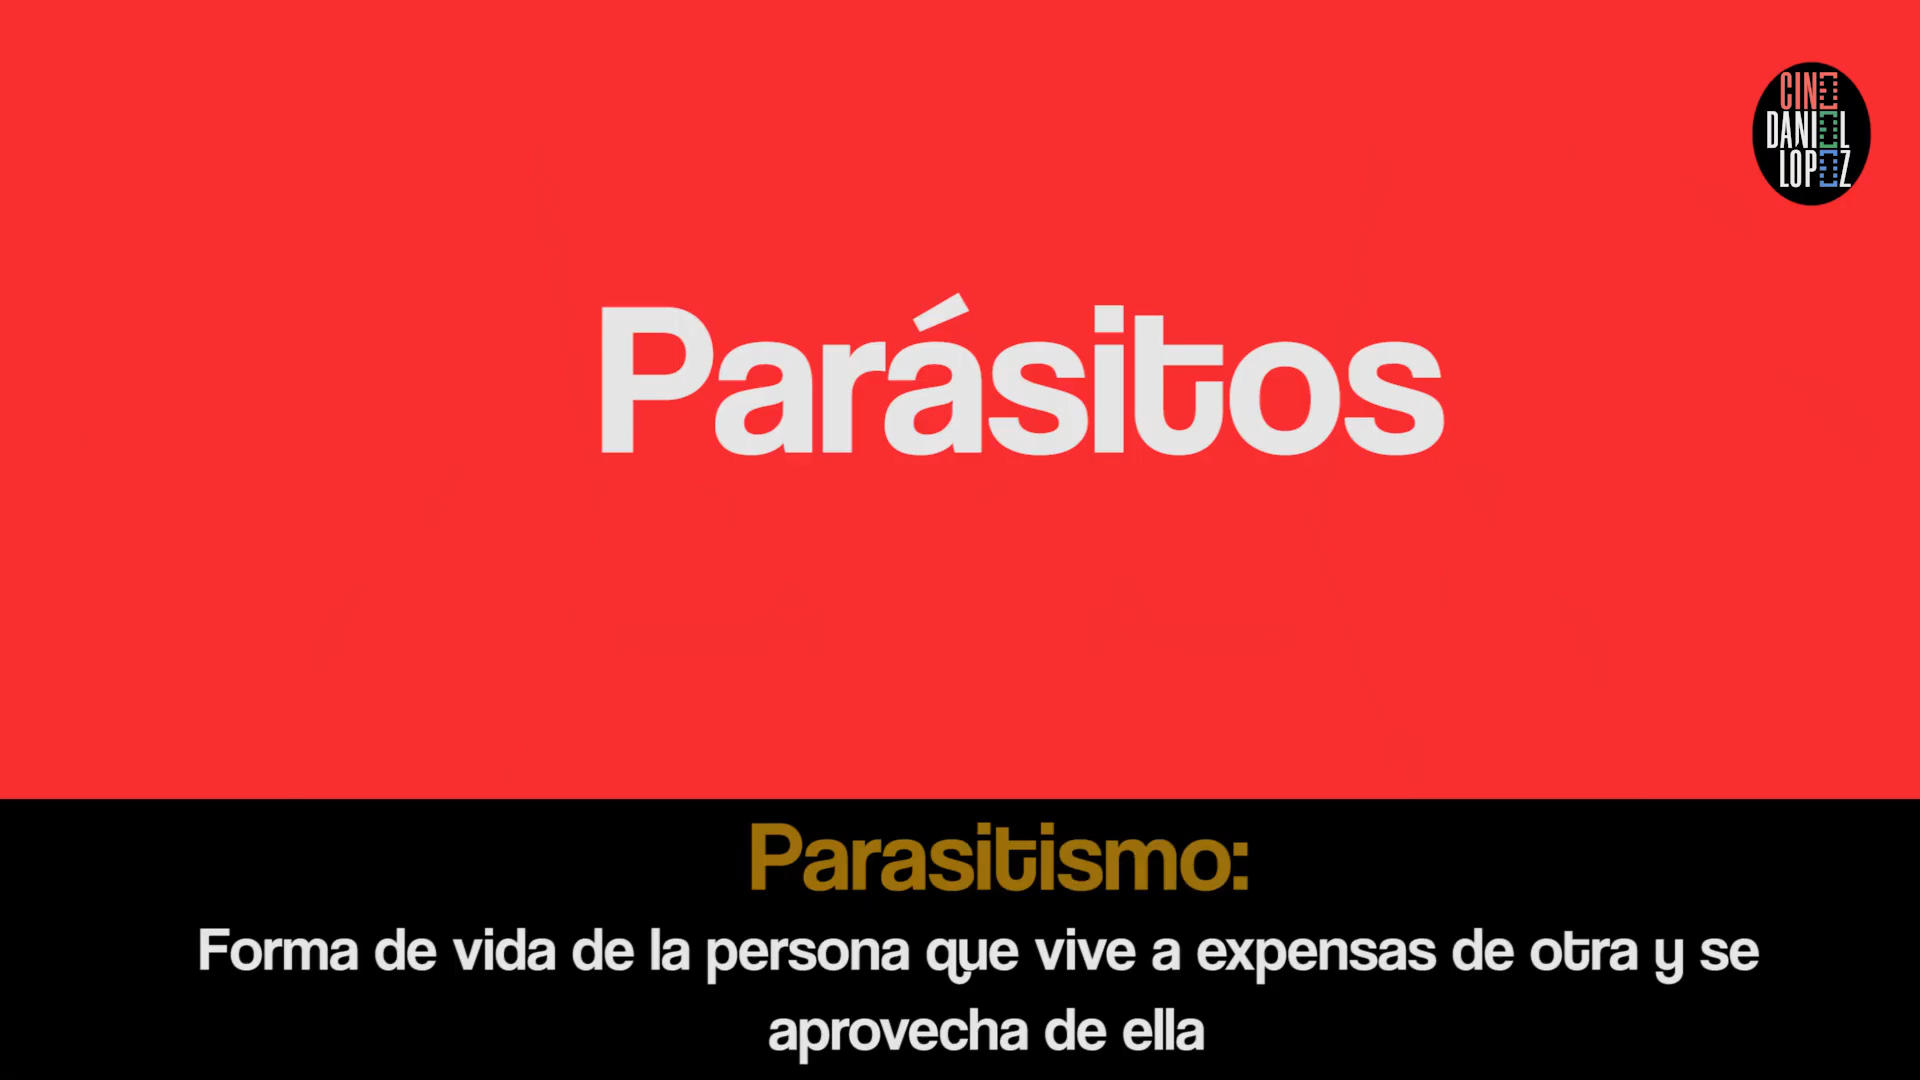 CINE
DANIEL
LOPEZ
Parásitos
Parasitismo:
Forma de vida de la persona que vive a expensas de otra y se
aprovecha de ella